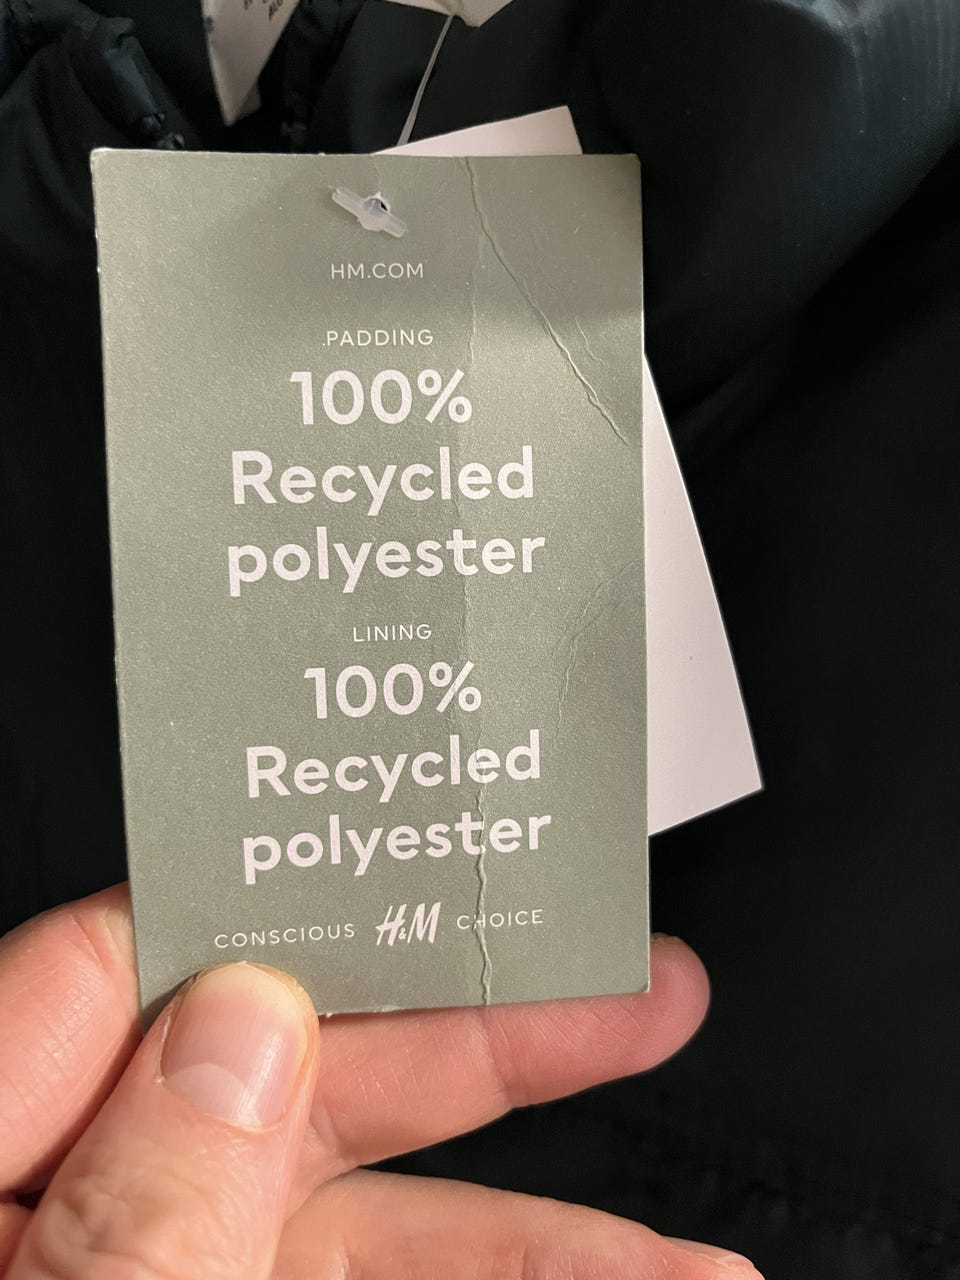 HM.COM
PADDING
100%
Recycled
polyester
LINING
100%
Recycled
polyester
CONSCIOUS H&M CHOICE